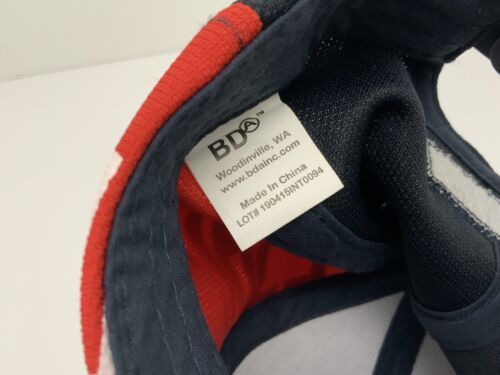 BDA™
Woodinville, WA
www.bdainc.com
Made In China
LOT# 190415INT0094